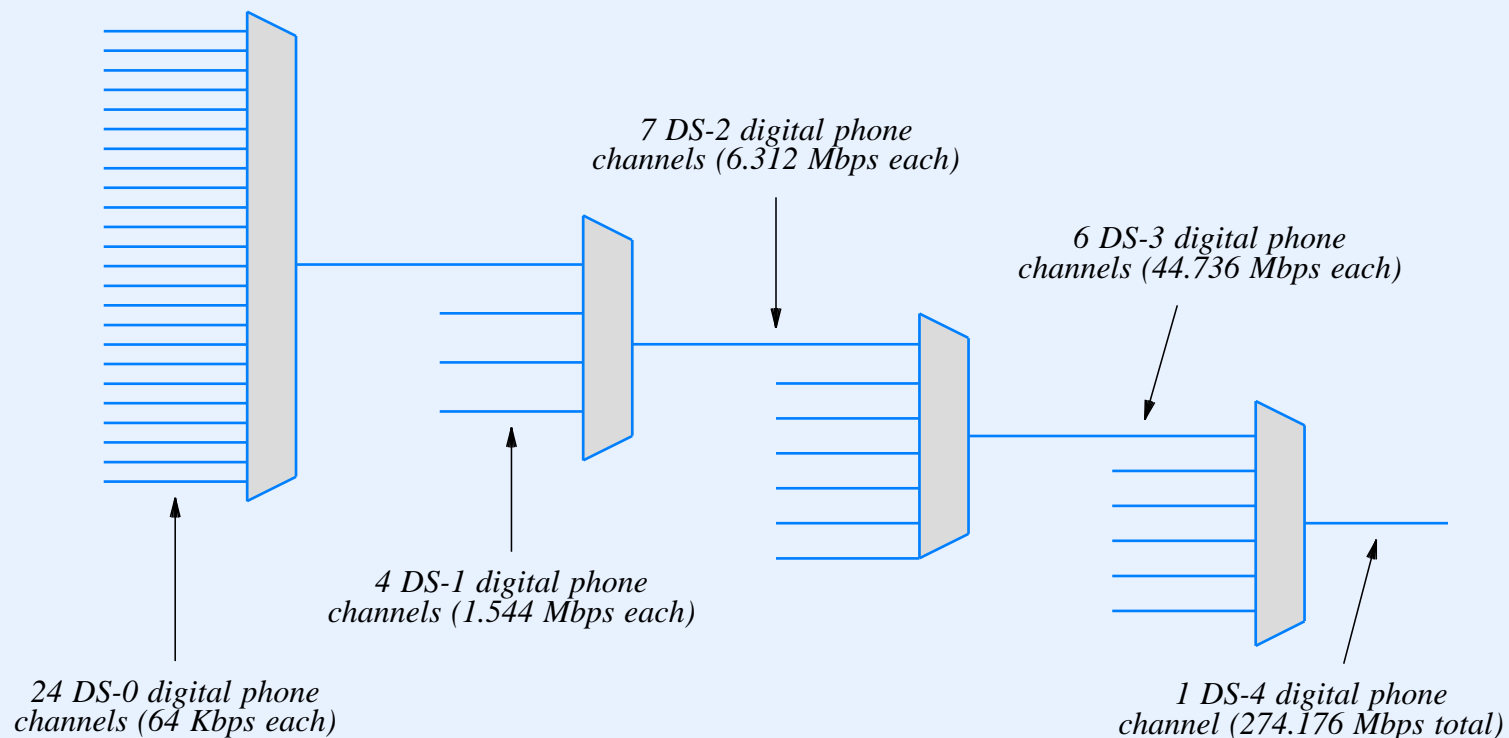 7 DS-2 digital phone
channels (6.312 Mbps each)
6 DS-3 digital phone
channels (44.736 Mbps each)
4 DS-1 digital phone
channels (1.544 Mbps each)
24 DS-0 digital phone
channels (64 Kbps each)
1 DS-4 digital phone
channel (274.176 Mbps total)